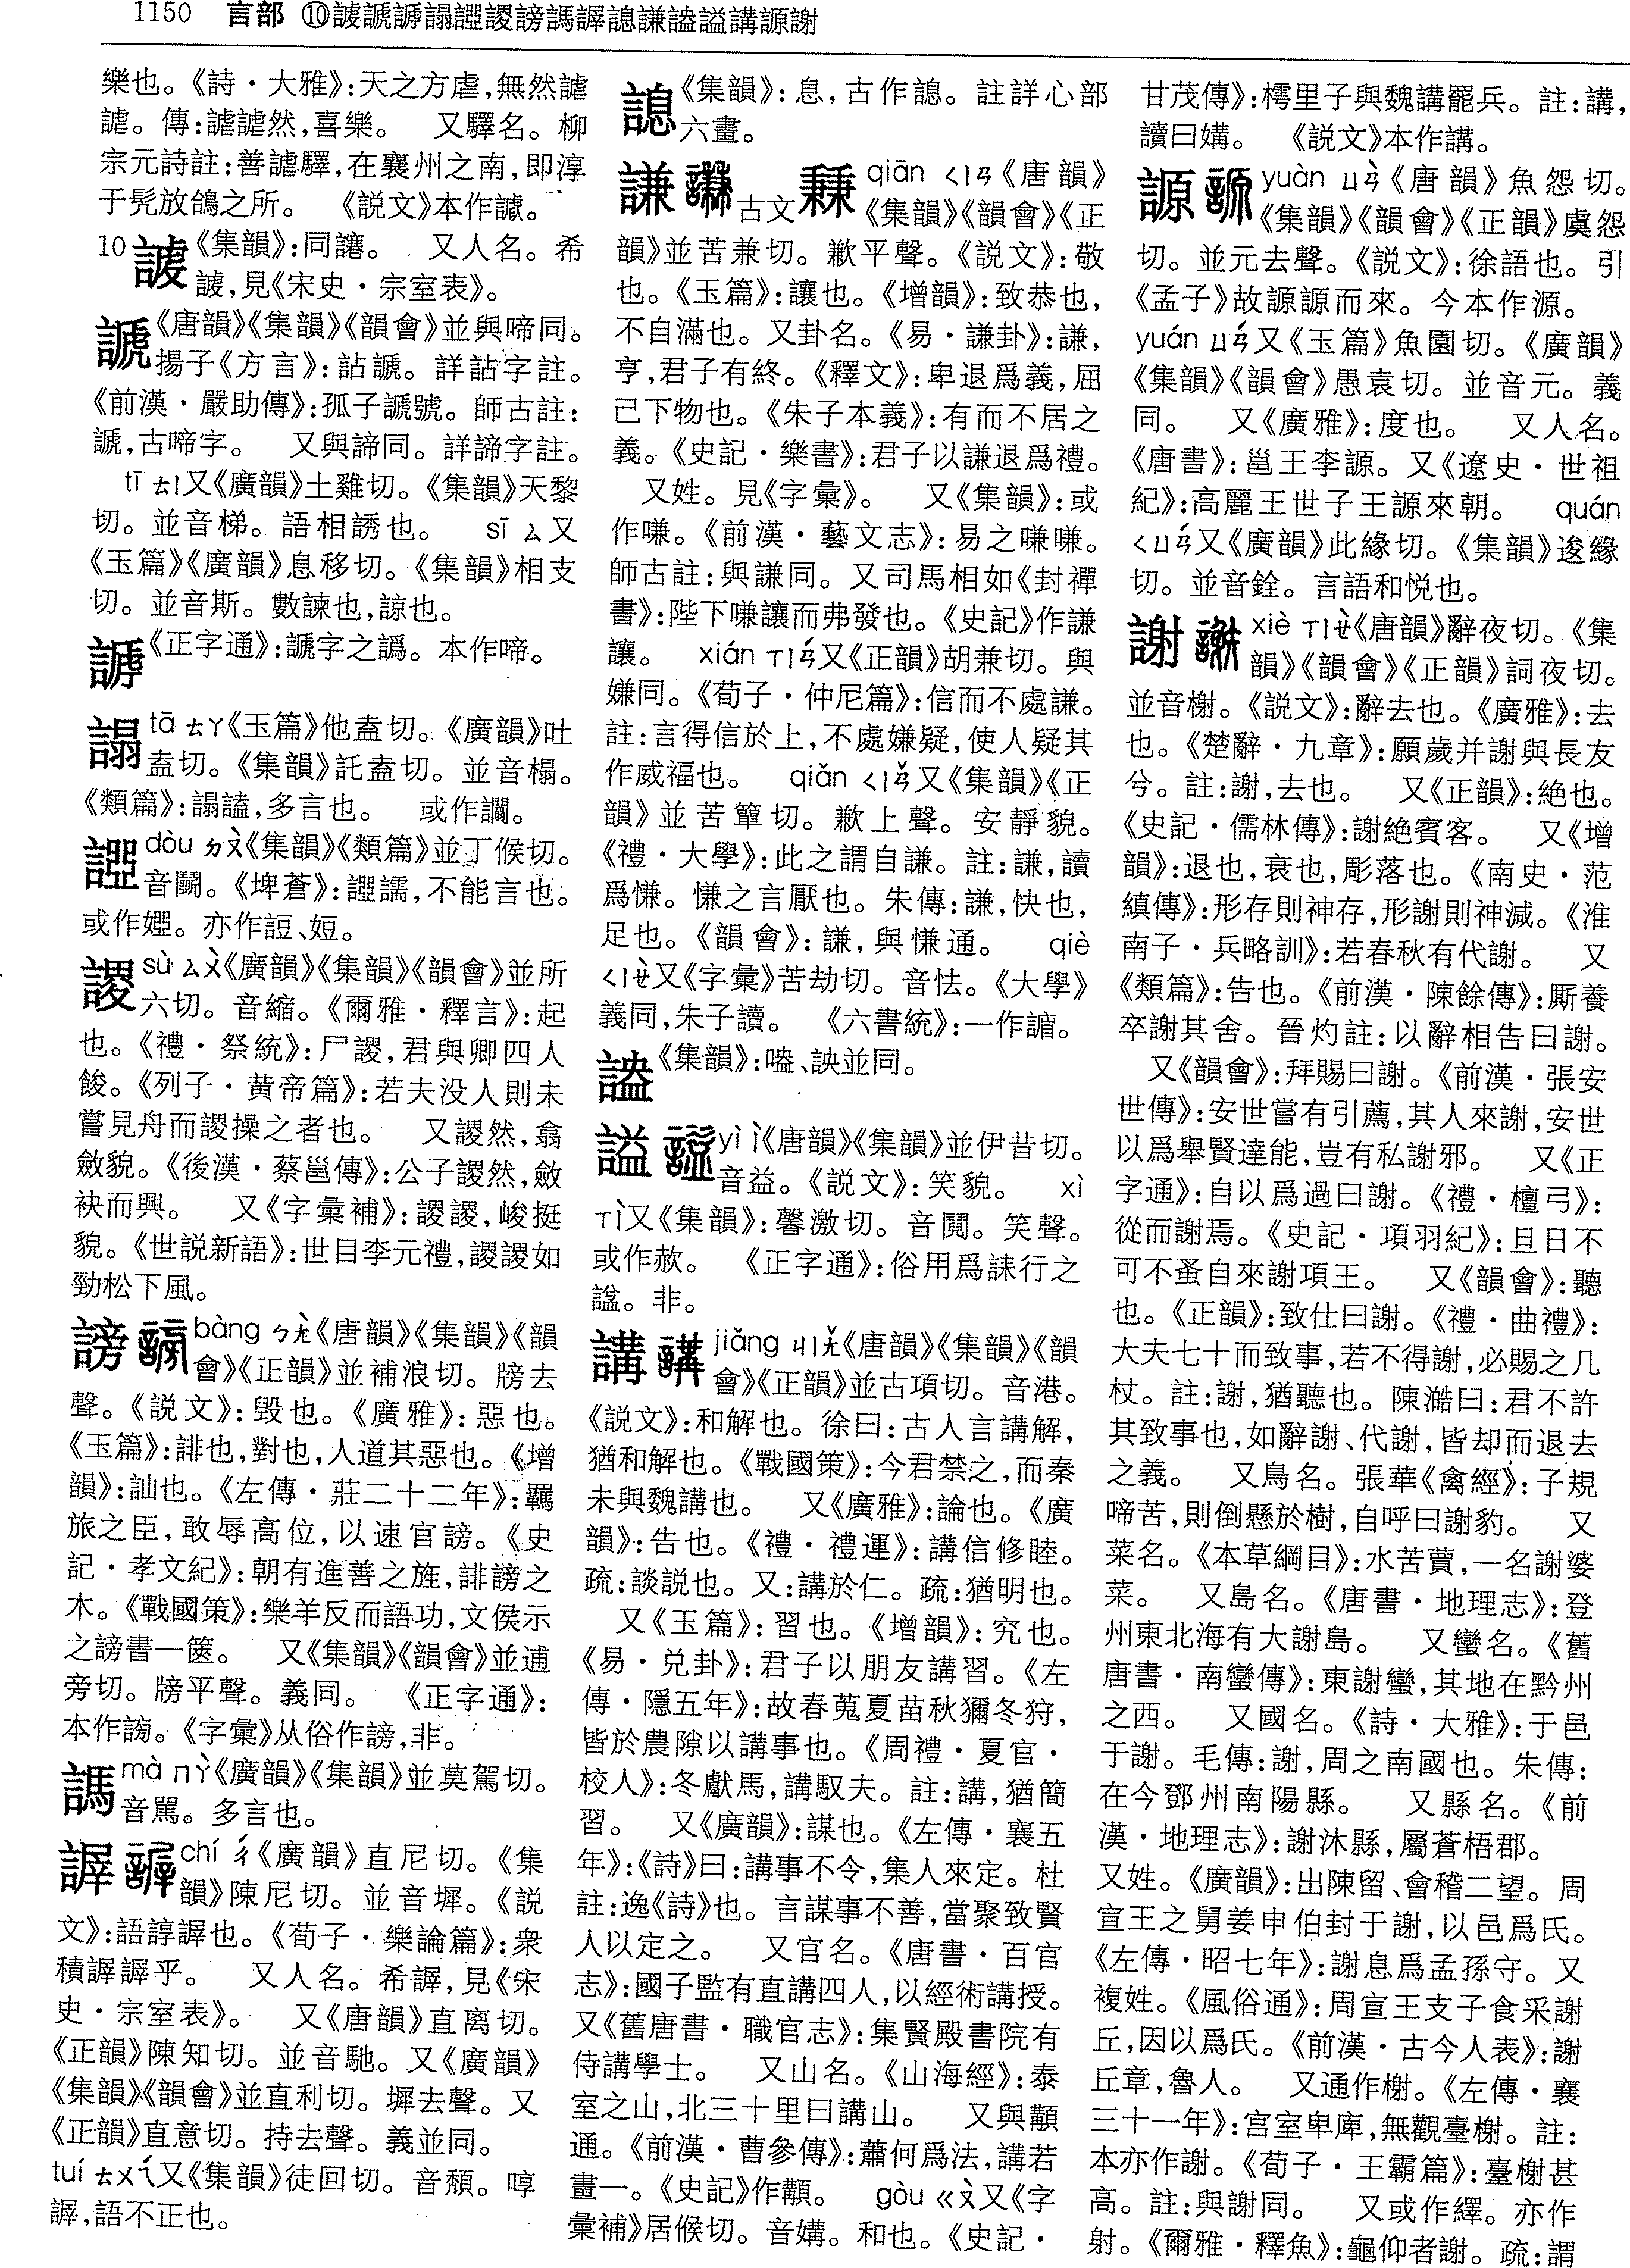 1150 言部 ⑩謔謕謼𧪢䛠謖謗䣕謘謥謙謚謚講謜謝
樂也。《詩·大雅》:天之方虐,無然謔
謔。傳:謔謔然,喜樂。 又驛名。柳
宗元詩註:善謔驛,在襄州之南,即淳
于髡放鴿之所。 《説文》本作謔。
10 《集韻》:同讓。 又人名。希
,見《宋史·宗室表》。
謕《唐韻》《集韻》《韻會》並與啼同。
揚子《方言》:䛸謕。詳䛸字註。
《前漢·嚴助傳》:孤子謕號。師古註:
謕,古啼字。 又與諦同。詳諦字註。
tī ㄊㄧ又《廣韻》土雞切。《集韻》天黎
切。並音梯。語相誘也。 sī ㄙ又
《玉篇》《廣韻》息移切。《集韻》相支
切。並音斯。數諫也,諒也。
《正字通》:謕字之譌。本作啼。
tā ㄊㄚ《玉篇》他盍切。《廣韻》吐
盍切。《集韻》託盍切。並音榻。
《類篇》:𧪞謚,多言也。 或作讕。
dòu ㄉㄡˋ《集韻》《類篇》並丁候切。
音鬭。《埤蒼》:譳,不能言也。
或作。亦作䛠、。
謖 sù ㄙㄨˋ《廣韻》《集韻》《韻會》並所
六切。音縮。《爾雅·釋言》:起
也。《禮·祭統》:尸謖,君與卿四人
餕。《列子·黄帝篇》:若夫没人則未
嘗見舟而謖操之者也。 又謖然,翕
斂貌。《後漢·蔡邕傳》:公子謖然,斂
袂而興。 又《字彙補》:謖謖,峻挺
貌。《世説新語》:世目李元禮,謖謖如
勁松下風。
謗 bàng ㄅㄤˋ《唐韻》《集韻》《韻
會》《正韻》並補浪切。牓去
聲。《説文》:毁也。《廣雅》:惡也。
《玉篇》:誹也,對也,人道其惡也。《增
韻》:訕也。《左傳·莊二十二年》:羈
旅之臣,敢辱高位,以速官謗。《史
記·孝文紀》:朝有進善之旌,誹謗之
木。《戰國策》:樂羊反而語功,文侯示
之謗書一篋。 又《集韻》《韻會》並逋
旁切。牓平聲。義同。 《正字通》:
本作。《字彙》从俗作謗,非。
mà ㄇㄚˋ《廣韻》《集韻》並莫駕切。
音駡。多言也。
謘 chí ㄔˊ《廣韻》直尼切。《集
韻》陳尼切。並音墀。《説
文》:語諄謘也。《荀子·樂論篇》:衆
積謘謘乎。 又人名。希謘,見《宋
史·宗室表》。 又《唐韻》直离切。
《正韻》陳知切。並音馳。又《廣韻》
《集韻》《韻會》並直利切。墀去聲。又
《正韻》直意切。持去聲。義並同。
tuí ㄊㄨㄟˊ又《集韻》徒回切。音頹。啍
謘,語不正也。
《集韻》:息,古作。註詳心部
六畫。
謙 古文 qiān ㄑㄧㄢ《唐韻》
《集韻》《韻會》《正
韻》並苦兼切。歉平聲。《説文》:敬
也。《玉篇》:讓也。《增韻》:致恭也,
不自滿也。又卦名。《易·謙卦》:謙,
亨,君子有終。《釋文》:卑退爲義,屈
己下物也。《朱子本義》:有而不居之
義。《史記·樂書》:君子以謙退爲禮。
又姓。見《字彙》。 又《集韻》:或
作嗛。《前漢·藝文志》:易之嗛嗛。
師古註:與謙同。又司馬相如《封禪
書》:陛下嗛讓而弗發也。《史記》作謙
讓。 xián ㄒㄧㄢˊ又《正韻》胡兼切。與
嫌同。《荀子·仲尼篇》:信而不處謙。
註:言得信於上,不處嫌疑,使人疑其
作威福也。 qiǎn ㄑㄧㄢˇ又《集韻》《正
韻》並苦簟切。歉上聲。安靜貌。
《禮·大學》:此之謂自謙。註:謙,讀
爲慊。慊之言厭也。朱傳:謙,快也,
足也。《韻會》:謙,與慊通。 qiè
ㄑㄧㄝˋ又《字彙》苦劫切。音怯。《大學》
義同,朱子讀。 《六書統》:一作。
《集韻》:嗑、詇並同。
謚 yì ㄧˋ《唐韻》《集韻》並伊昔切。
音益。《説文》:笑貌。 xì
ㄒㄧˋ又《集韻》:馨激切。音鬩。笑聲。
或作㰨。 《正字通》:俗用爲誄行之
諡。非。
講 jiǎng ㄐㄧㄤˇ《唐韻》《集韻》《韻
會》《正韻》並古項切。音港。
《説文》:和解也。徐曰:古人言講解,
猶和解也。《戰國策》:今君禁之,而秦
未與魏講也。 又《廣雅》:論也。《廣
韻》:告也。《禮·禮運》:講信修睦。
疏:談説也。又:講於仁。疏:猶明也。
又《玉篇》:習也。《增韻》:究也。
《易·兑卦》:君子以朋友講習。《左
傳·隱五年》:故春蒐夏苗秋獮冬狩,
皆於農隙以講事也。《周禮·夏官·
校人》:冬獻馬,講馭夫。註:講,猶簡
習。 又《廣韻》:謀也。《左傳·襄五
年》:《詩》曰:講事不令,集人來定。杜
註:逸《詩》也。言謀事不善,當聚致賢
人以定之。 又官名。《唐書·百官
志》:國子監有直講四人,以經術講授。
又《舊唐書·職官志》:集賢殿書院有
侍講學士。 又山名。《山海經》:泰
室之山,北三十里曰講山。 又與顜
通。《前漢·曹參傳》:蕭何爲法,講若
畫一。《史記》作顜。 gòu ㄍㄡˋ又《字
彙補》居候切。音媾。和也。《史記·
甘茂傳》:樗里子與魏講罷兵。註:講,
讀曰媾。 《説文》本作講。
謜 yuàn ㄩㄢˋ《唐韻》魚怨切。
《集韻》《韻會》《正韻》虞怨
切。並元去聲。《説文》:徐語也。引
《孟子》故謜謜而來。今本作源。
yuán ㄩㄢˊ又《玉篇》魚園切。《廣韻》
《集韻》《韻會》愚袁切。並音元。義
同。 又《廣雅》:度也。 又人名。
《唐書》:邕王李謜。又《遼史·世祖
紀》:高麗王世子王謜來朝。 quán
ㄑㄩㄢˊ又《廣韻》此緣切。《集韻》逡緣
切。並音銓。言語和悦也。
謝 xiè ㄒㄧㄝˋ《唐韻》辭夜切。《集
韻》《韻會》《正韻》詞夜切。
並音榭。《説文》:辭去也。《廣雅》:去
也。《楚辭·九章》:願歲并謝與長友
兮。註:謝,去也。 又《正韻》:絶也。
《史記·儒林傳》:謝絶賓客。 又《增
韻》:退也,衰也,彫落也。《南史·范
縝傳》:形存則神存,形謝則神滅。《淮
南子·兵略訓》:若春秋有代謝。 又
《類篇》:告也。《前漢·陳餘傳》:厮養
卒謝其舍。晉灼註:以辭相告曰謝。
又《韻會》:拜賜曰謝。《前漢·張安
世傳》:安世嘗有引薦,其人來謝,安世
以爲舉賢達能,豈有私謝邪。 又《正
字通》:自以爲過曰謝。《禮·檀弓》:
從而謝焉。《史記·項羽紀》:旦日不
可不蚤自來謝項王。 又《韻會》:聽
也。《正韻》:致仕曰謝。《禮·曲禮》:
大夫七十而致事,若不得謝,必賜之几
杖。註:謝,猶聽也。陳澔曰:君不許
其致事也,如辭謝、代謝,皆却而退去
之義。 又鳥名。張華《禽經》:子規
啼苦,則倒懸於樹,自呼曰謝豹。 又
菜名。《本草綱目》:水苦蕒,一名謝婆
菜。 又島名。《唐書·地理志》:登
州東北海有大謝島。 又蠻名。《舊
唐書·南蠻傳》:東謝蠻,其地在黔州
之西。 又國名。《詩·大雅》:于邑
于謝。毛傳:謝,周之南國也。朱傳:
在今鄧州南陽縣。 又縣名。《前
漢·地理志》:謝沐縣,屬蒼梧郡。
又姓。《廣韻》:出陳留、會稽二望。周
宣王之舅姜申伯封于謝,以邑爲氏。
《左傳·昭七年》:謝息爲孟孫守。又
複姓。《風俗通》:周宣王支子食采謝
丘,因以爲氏。《前漢·古今人表》:謝
丘章,魯人。 又通作榭。《左傳·襄
三十一年》:宫室卑庳,無觀臺榭。註:
本亦作謝。《荀子·王霸篇》:臺榭甚
高。註:與謝同。 又或作繹。亦作
射。《爾雅·釋魚》:龜仰者謝。疏:謂